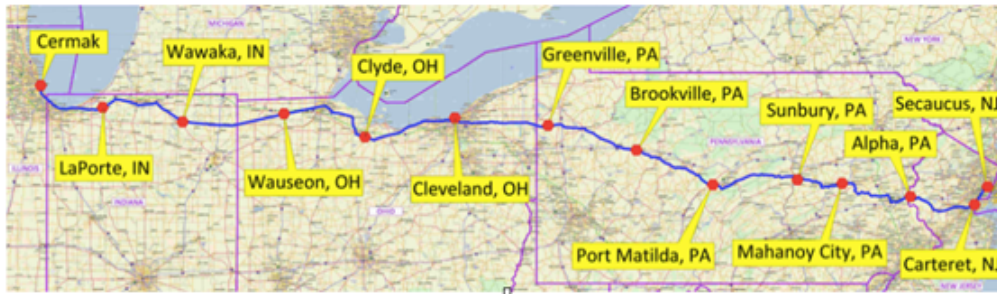 MICHIGAN
NEW YORK
Cermak
Wawaka, IN
Clyde, OH
Greenville, PA
Brookville, PA
Sunbury, PA
Secaucus, NJ
Alpha, PA
PENNSYLVANIA
ILLINOIS
LaPorte, IN
Wauseon, OH
Cleveland, OH
INDIANA
OHIO
Port Matilda, PA
Mahanoy City, PA
Carteret, NJ
NEW JERSEY